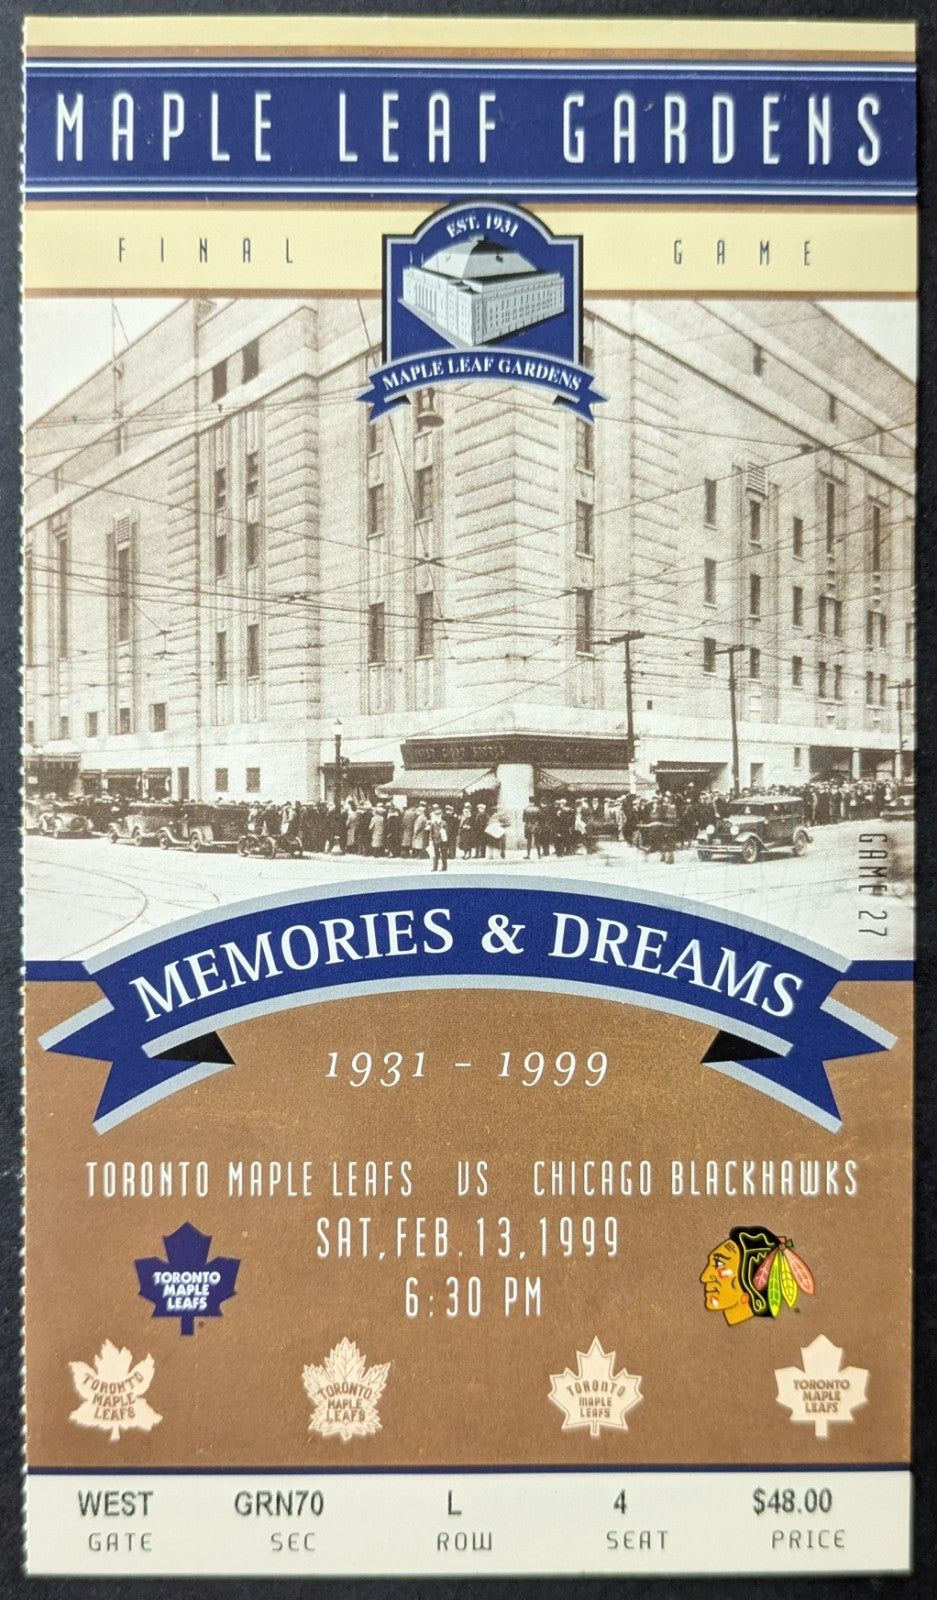 MAPLE LEAF GARDENS
FINAL GAME
EST. 1931
MAPLE LEAF GARDENS
GAME 27
MEMORIES & DREAMS
1931 - 1999
TORONTO MAPLE LEAFS VS CHICAGO BLACKHAWKS
SAT, FEB. 13, 1999
6:30 PM
TORONTO
MAPLE
LEAFS
TORONTO
MAPLE
LEAFS
TORONTO
MAPLE
LEAFS
TORONTO
MAPLE
LEAFS
TORONTO
MAPLE
LEAFS
WEST GRN70 L 4 $48.00
GATE SEC ROW SEAT PRICE